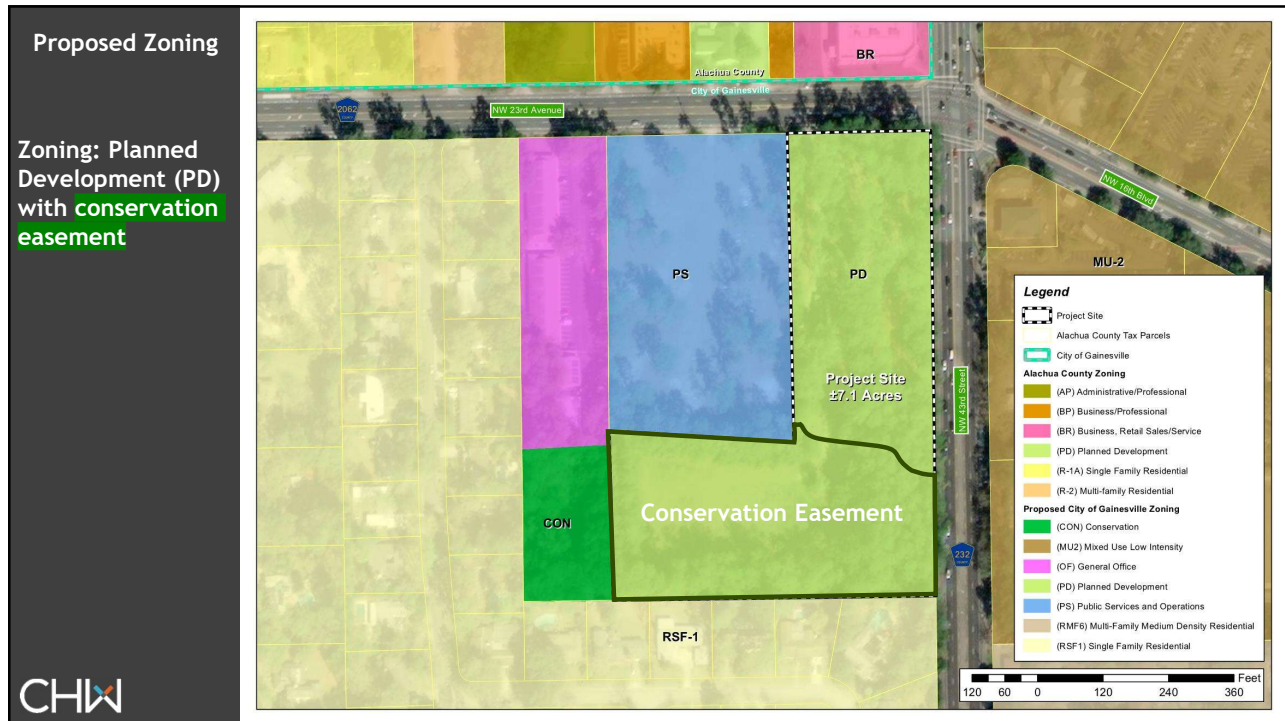 Proposed Zoning
Zoning: Planned
Development (PD)
with conservation
easement
CHW
BR
Alachua County
City of Gainesville
2062
NW 23rd Avenue
NW 16th Blvd
PS
PD
MU-2
Project Site
±7.1 Acres
NW 43rd Street
CON
Conservation Easement
232
RSF-1
Legend
Project Site
Alachua County Tax Parcels
City of Gainesville
Alachua County Zoning
(AP) Administrative/Professional
(BP) Business/Professional
(BR) Business, Retail Sales/Service
(PD) Planned Development
(R-1A) Single Family Residential
(R-2) Multi-family Residential
Proposed City of Gainesville Zoning
(CON) Conservation
(MU2) Mixed Use Low Intensity
(OF) General Office
(PD) Planned Development
(PS) Public Services and Operations
(RMF6) Multi-Family Medium Density Residential
(RSF1) Single Family Residential
Feet
120 60 0 120 240 360